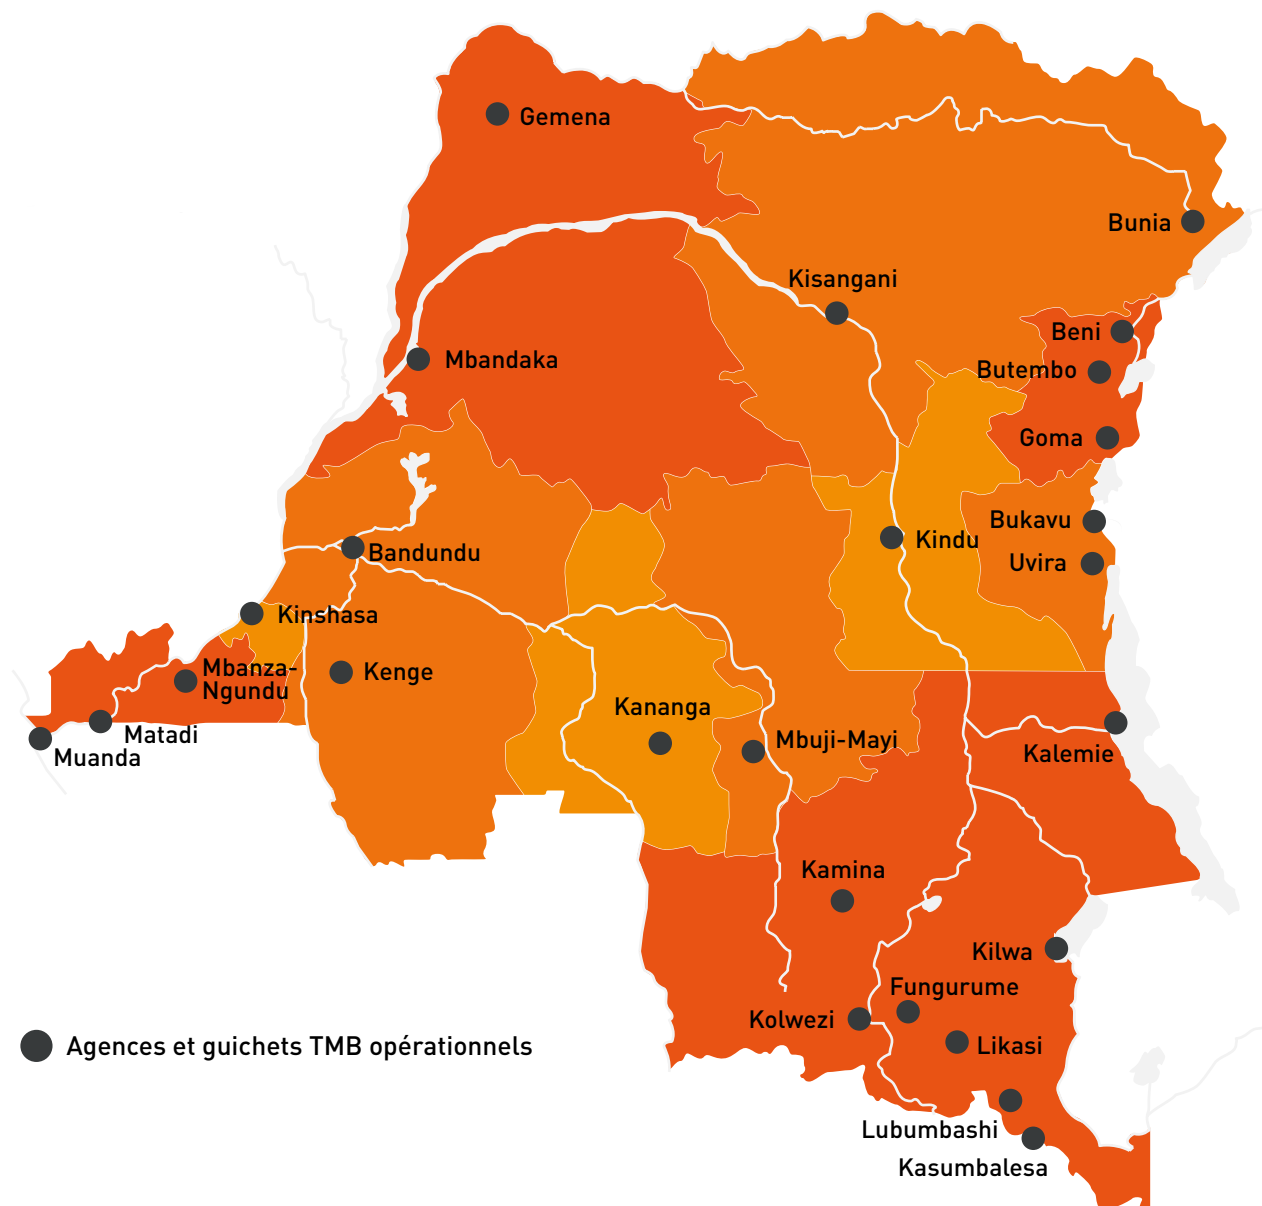 Gemena
Bunia
Kisangani
Beni
Mbandaka
Butembo
Goma
Bukavu
Kindu
Bandundu
Uvira
Kinshasa
Mbanza-
Ngundu
Kenge
Kananga
Matadi
Mbuji-Mayi
Muanda
Kalemie
Kamina
Kilwa
Fungurume
Kolwezi
Agences et guichets TMB opérationnels
Likasi
Lubumbashi
Kasumbalesa